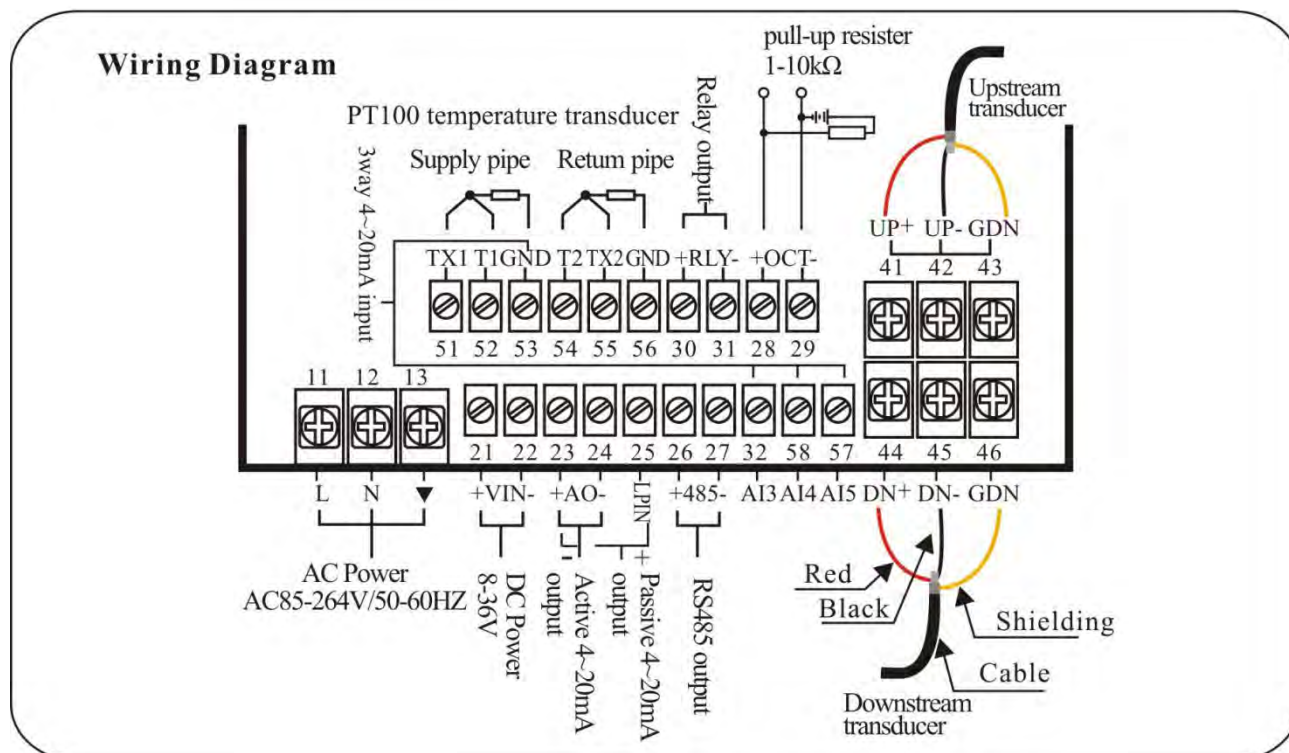 Wiring Diagram
pull-up resister
1-10kΩ
Upstream
transducer
PT100 temperature transducer
Relay output
3way 4~20mA input
Supply pipe
Retum pipe
UP+ UP- GDN
TX1 T1 GND T2 TX2 GND +RLY- +OCT-
41 42 43
51 52 53 54 55 56 30 31 28 29
11 12 13
21 22 23 24 25 26 27 32 58 57 44 45 46
L N +VIN- +AO- LPIN +485- AI3 AI4 AI5 DN+ DN- GDN
AC Power
AC85-264V/50-60HZ
DC Power
8-36V
Active 4~20mA
output
+ Passive 4~20mA
output
RS485 output
Red
Black
Shielding
Cable
Downstream
transducer